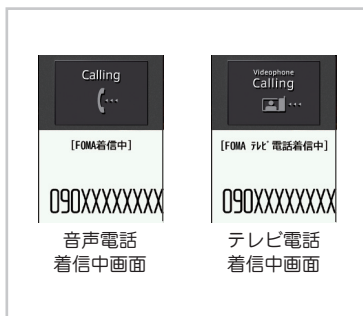 Calling
[FOMA着信中]
090XXXXXXXX
音声電話
着信中画面
Videophone
Calling
[FOMA ﾃﾚﾋﾞ電話着信中]
090XXXXXXXX
テレビ電話
着信中画面